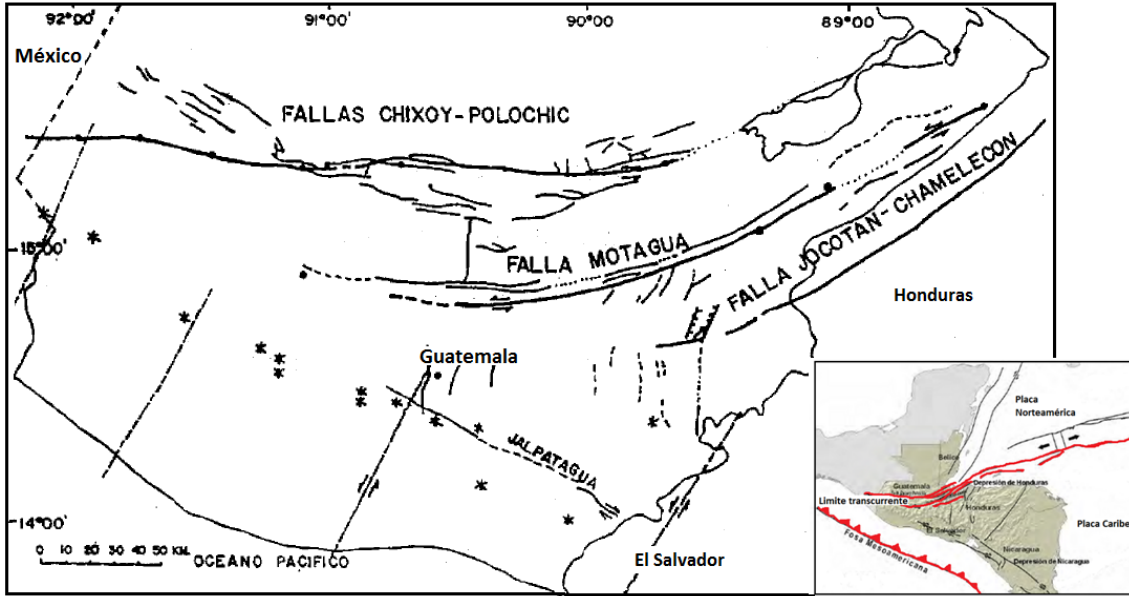 92°00'
91°00'
90°00'
89°00'
México
FALLAS CHIXOY-POLOCHIC
15°00'
FALLA MOTAGUA
FALLA JOCOTAN-CHAMELECON
Honduras
Guatemala
JALPATAGUA
14°00'
0 10 20 30 40 50 KM.
OCEANO PACIFICO
El Salvador
Placa
Norteamérica
Belice
Guatemala
Depresión de Honduras
Limite transcurrente
Honduras
El Salvador
Placa Caribe
Nicaragua
Depresión de Nicaragua
Fosa Mesoamericana